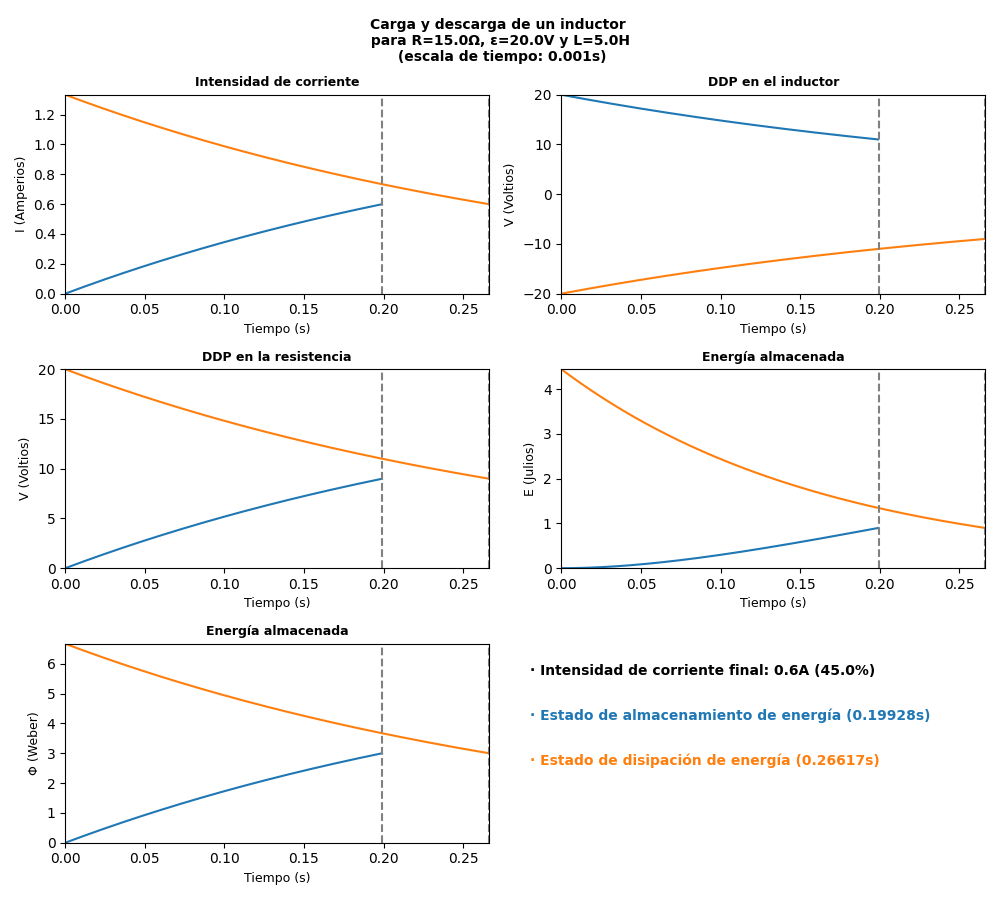 Carga y descarga de un inductor
para R=15.0Ω, ε=20.0V y L=5.0H
(escala de tiempo: 0.001s)
Intensidad de corriente
I (Amperios)
1.2
1.0
0.8
0.6
0.4
0.2
0.0
0.00 0.05 0.10 0.15 0.20 0.25
Tiempo (s)
DDP en el inductor
V (Voltios)
20
10
0
−10
−20
0.00 0.05 0.10 0.15 0.20 0.25
Tiempo (s)
DDP en la resistencia
V (Voltios)
20
15
10
5
0
0.00 0.05 0.10 0.15 0.20 0.25
Tiempo (s)
Energía almacenada
E (Julios)
4
3
2
1
0
0.00 0.05 0.10 0.15 0.20 0.25
Tiempo (s)
Energía almacenada
Φ (Weber)
6
5
4
3
2
1
0
0.00 0.05 0.10 0.15 0.20 0.25
Tiempo (s)
· Intensidad de corriente final: 0.6A (45.0%)
· Estado de almacenamiento de energía (0.19928s)
· Estado de disipación de energía (0.26617s)